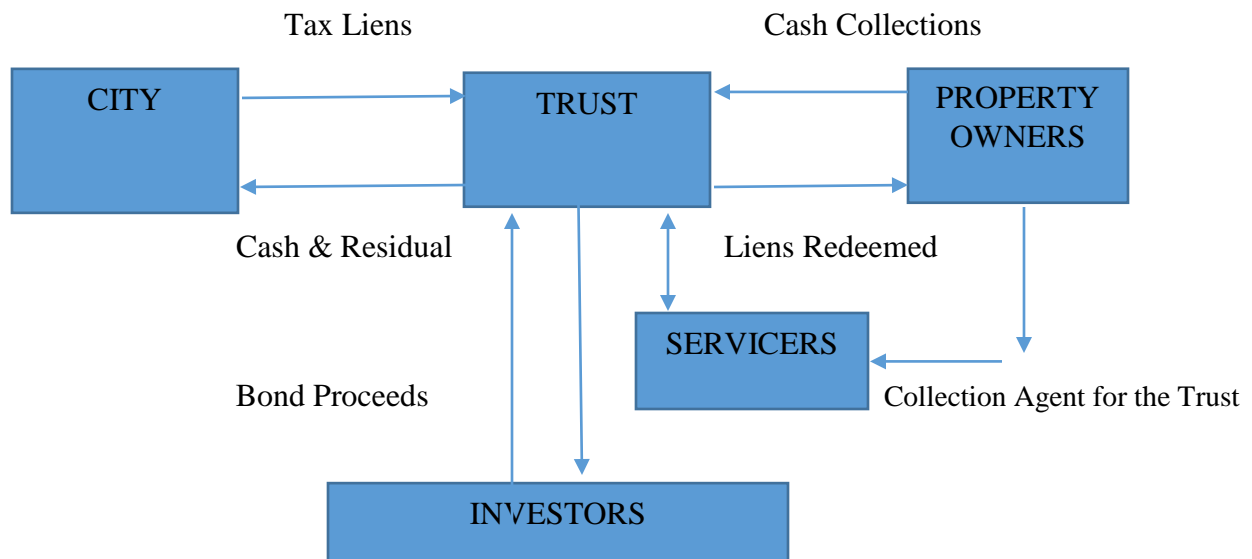 Tax Liens
Cash Collections
CITY
TRUST
PROPERTY
OWNERS
Cash & Residual
Liens Redeemed
SERVICERS
Bond Proceeds
Collection Agent for the Trust
INVESTORS